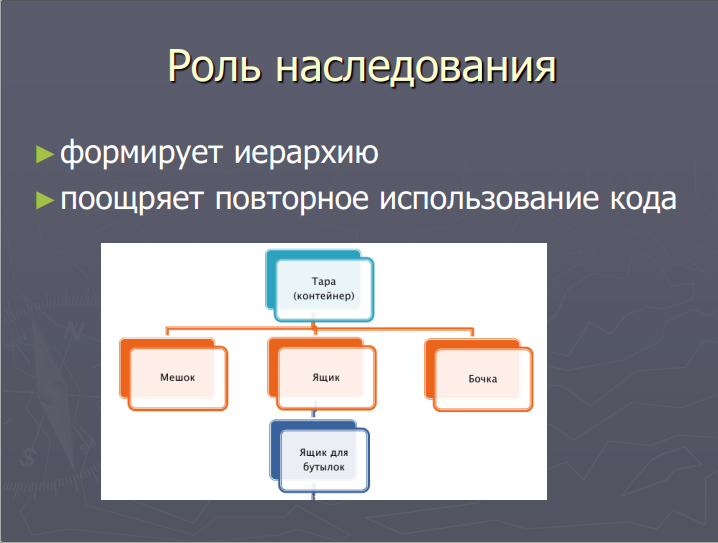 Роль наследования
формирует иерархию
поощряет повторное использование кода
Тара
(контейнер)
Мешок
Ящик
Бочка
Ящик для
бутылок
N
S